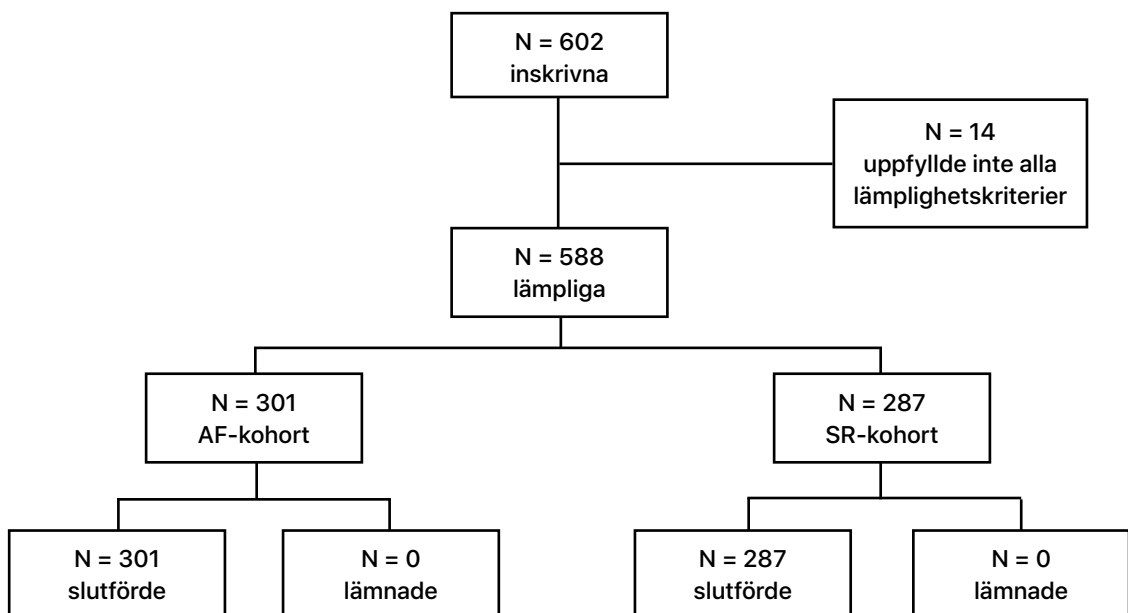 N = 602
inskrivna
N = 14
uppfyllde inte alla
lämplighetskriterier
N = 588
lämpliga
N = 301
AF-kohort
N = 287
SR-kohort
N = 301
slutförde
N = 0
lämnade
N = 287
slutförde
N = 0
lämnade